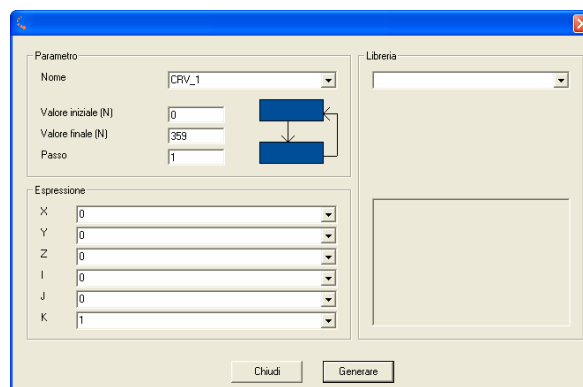 Parametro
Nome CRV_1
Valore iniziale (N) 0
Valore finale (N) 359
Passo 1
Libreria
Espressione
X 0
Y 0
Z 0
I 0
J 0
K 1
Chiudi Generare